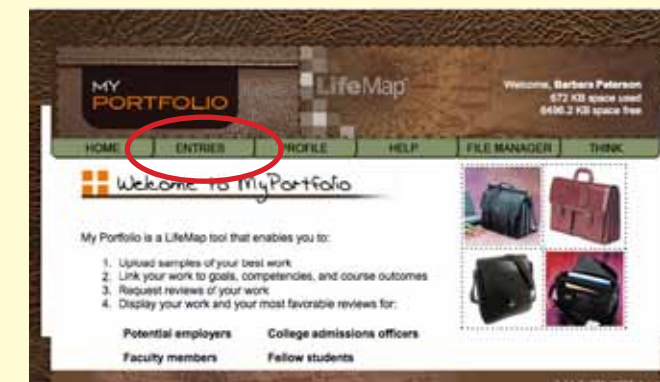 MY
PORTFOLIO
LifeMap
Welcome, Barbara Peterson
672 KB space used
6496.2 KB space free
HOME ENTRIES PROFILE HELP FILE MANAGER THINK
Welcome to MyPortfolio
My Portfolio is a LifeMap tool that enables you to:
1. Upload samples of your best work
2. Link your work to goals, competencies, and course outcomes
3. Request reviews of your work
4. Display your work and your most favorable reviews for:
Potential employers College admissions officers
Faculty members Fellow students